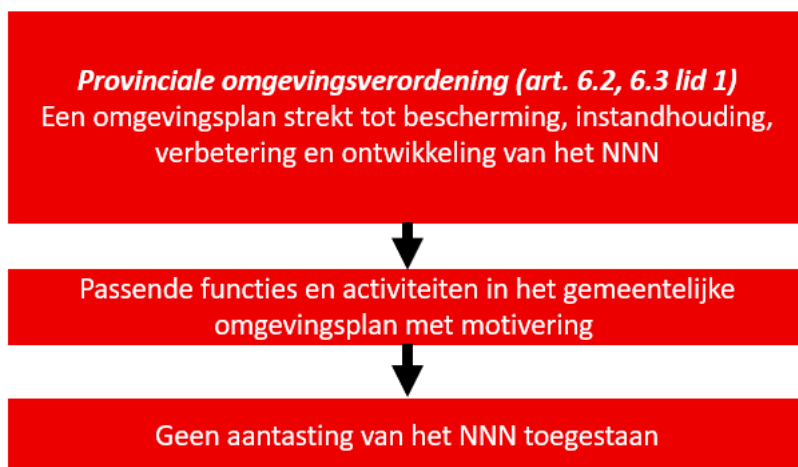 Provinciale omgevingsverordening (art. 6.2, 6.3 lid 1)
Een omgevingsplan strekt tot bescherming, instandhouding,
verbetering en ontwikkeling van het NNN
Passende functies en activiteiten in het gemeentelijke
omgevingsplan met motivering
Geen aantasting van het NNN toegestaan